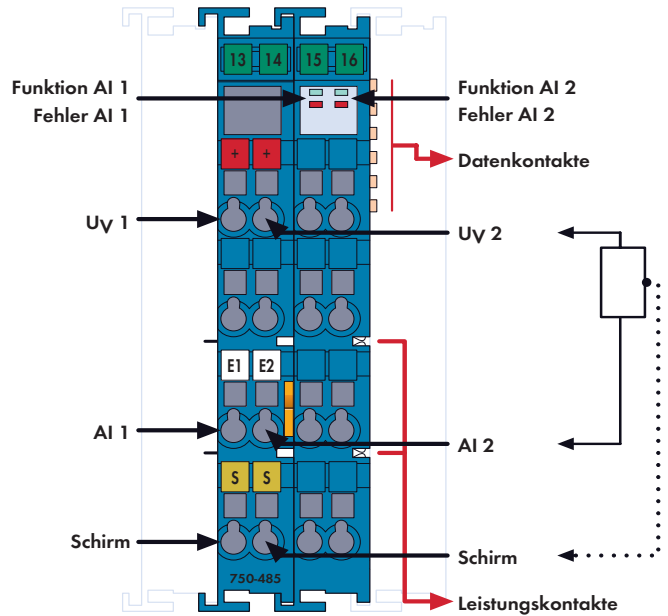 13 14 15 16
Funktion AI 1
Fehler AI 1
Funktion AI 2
Fehler AI 2
+ +
Datenkontakte
UV 1
UV 2
E1 E2
AI 1
AI 2
S S
Schirm
Schirm
750-485
Leistungskontakte